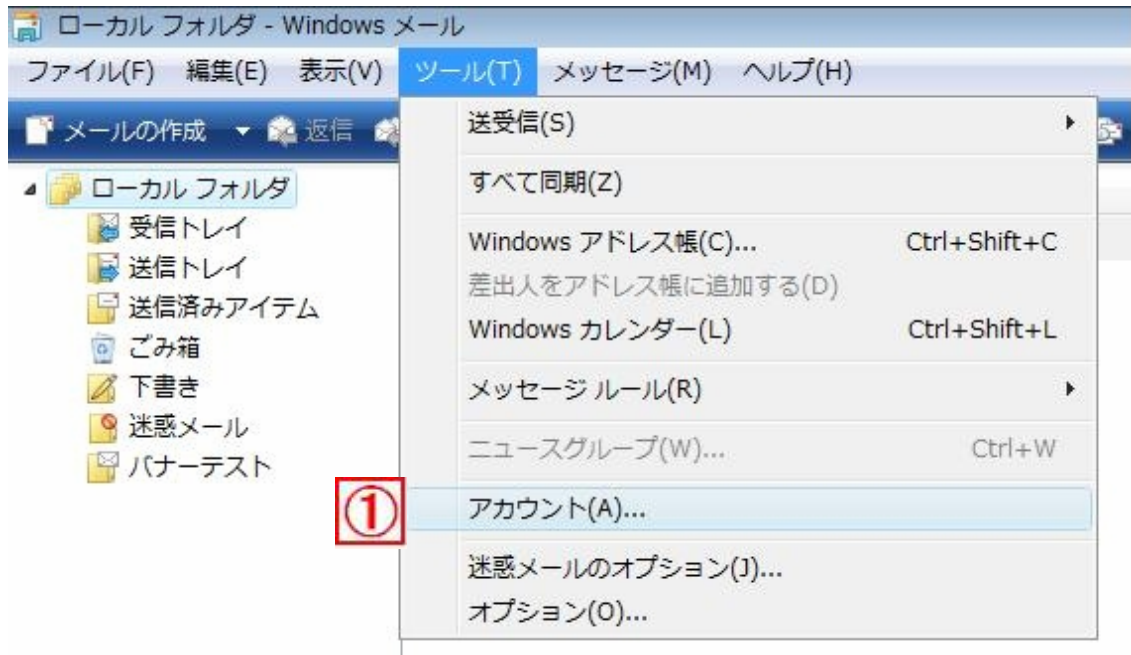 ローカル フォルダ - Windows メール
ファイル(F) 編集(E) 表示(V) ツール(T) メッセージ(M) ヘルプ(H)
メールの作成 返信
ローカル フォルダ
受信トレイ
送信トレイ
送信済みアイテム
ごみ箱
下書き
迷惑メール
バナーテスト
送受信(S)
すべて同期(Z)
Windows アドレス帳(C)... Ctrl+Shift+C
差出人をアドレス帳に追加する(D)
Windows カレンダー(L) Ctrl+Shift+L
メッセージ ルール(R)
ニュースグループ(W)... Ctrl+W
① アカウント(A)...
迷惑メールのオプション(J)...
オプション(O)...